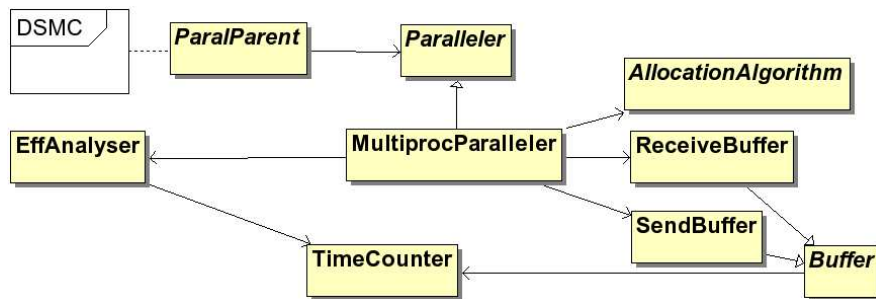 DSMC
ParalParent
Paralleler
AllocationAlgorithm
EffAnalyser
MultiprocParalleler
ReceiveBuffer
SendBuffer
TimeCounter
Buffer